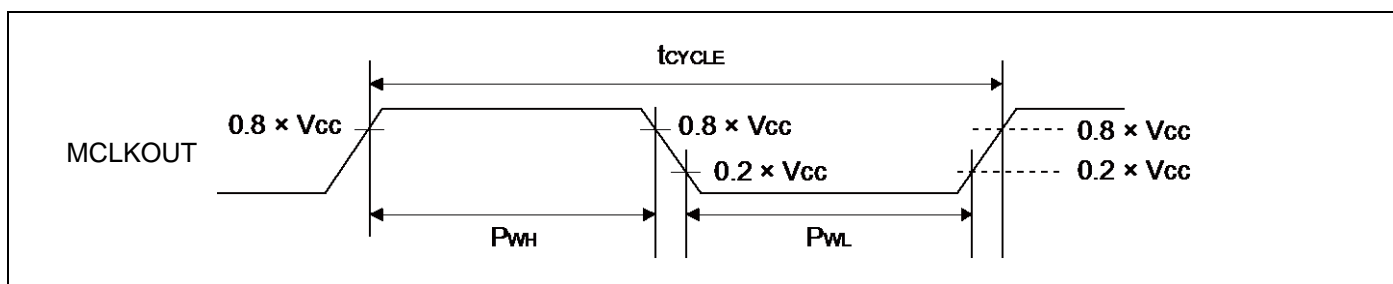 tCYCLE
0.8 × VCC
0.8 × VCC
0.8 × VCC
MCLKOUT
0.2 × VCC
0.2 × VCC
PWH
PWL